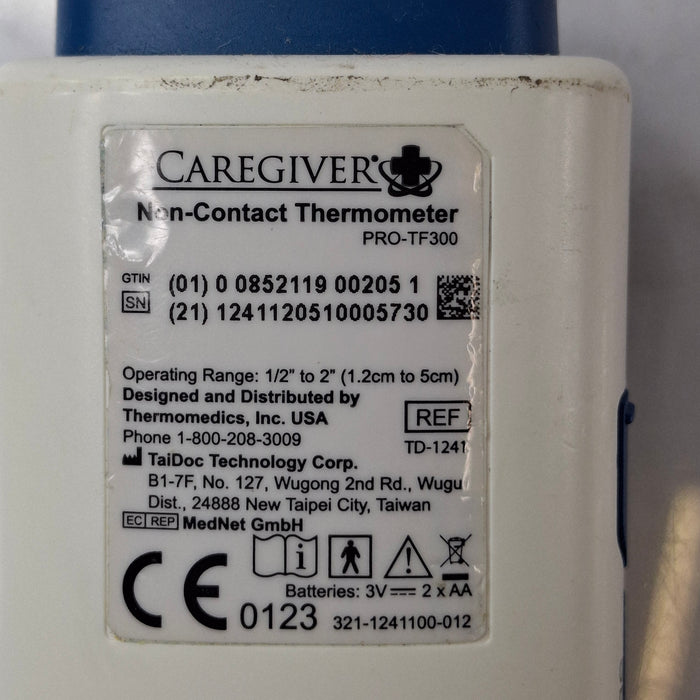 CAREGIVER®
Non-Contact Thermometer
PRO-TF300
GTIN (01) 0 0852119 00205 1
SN (21) 1241120510005730
Operating Range: 1/2" to 2" (1.2cm to 5cm)
Designed and Distributed by
Thermomedics, Inc. USA
REF
Phone 1-800-208-3009
TD-1241
TaiDoc Technology Corp.
B1-7F, No. 127, Wugong 2nd Rd., Wugu
Dist., 24888 New Taipei City, Taiwan
EC REP MedNet GmbH
i
Batteries: 3V 2 x AA
CE 0123 321-1241100-012